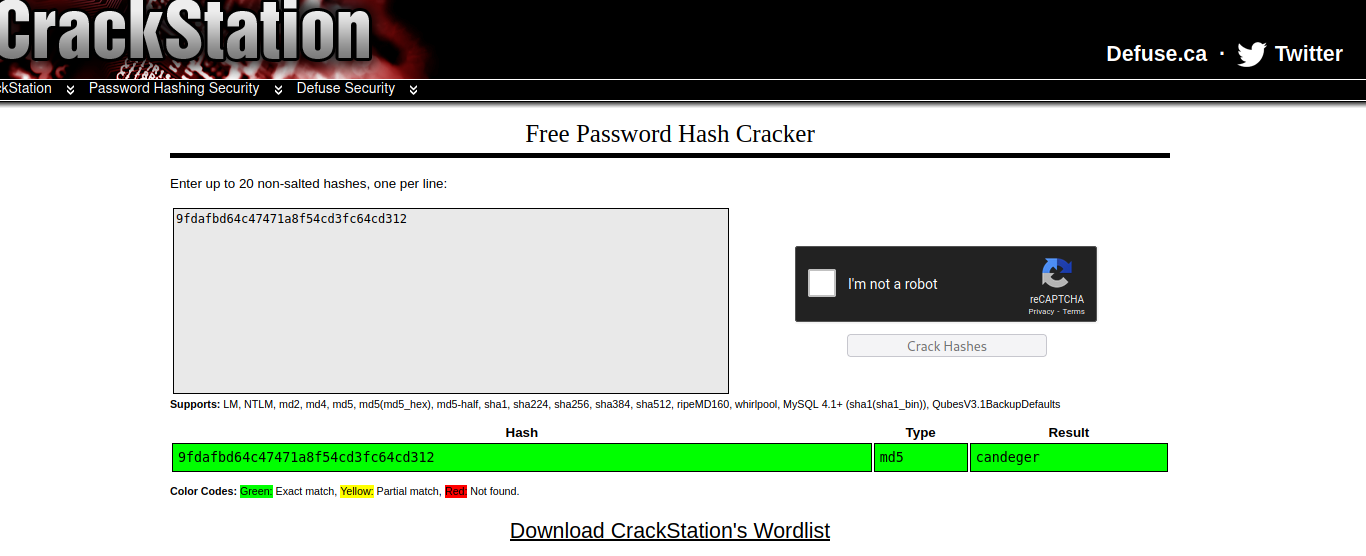 CrackStation
Defuse.ca · Twitter
ckStation Password Hashing Security Defuse Security
Free Password Hash Cracker
Enter up to 20 non-salted hashes, one per line:
9fdafbd64c47471a8f54cd3fc64cd312
I'm not a robot
reCAPTCHA
Privacy - Terms
Crack Hashes
Supports: LM, NTLM, md2, md4, md5, md5(md5_hex), md5-half, sha1, sha224, sha256, sha384, sha512, ripeMD160, whirlpool, MySQL 4.1+ (sha1(sha1_bin)), QubesV3.1BackupDefaults
Hash Type Result
9fdafbd64c47471a8f54cd3fc64cd312 md5 candeger
Color Codes: Green: Exact match, Yellow: Partial match, Red: Not found.
Download CrackStation's Wordlist